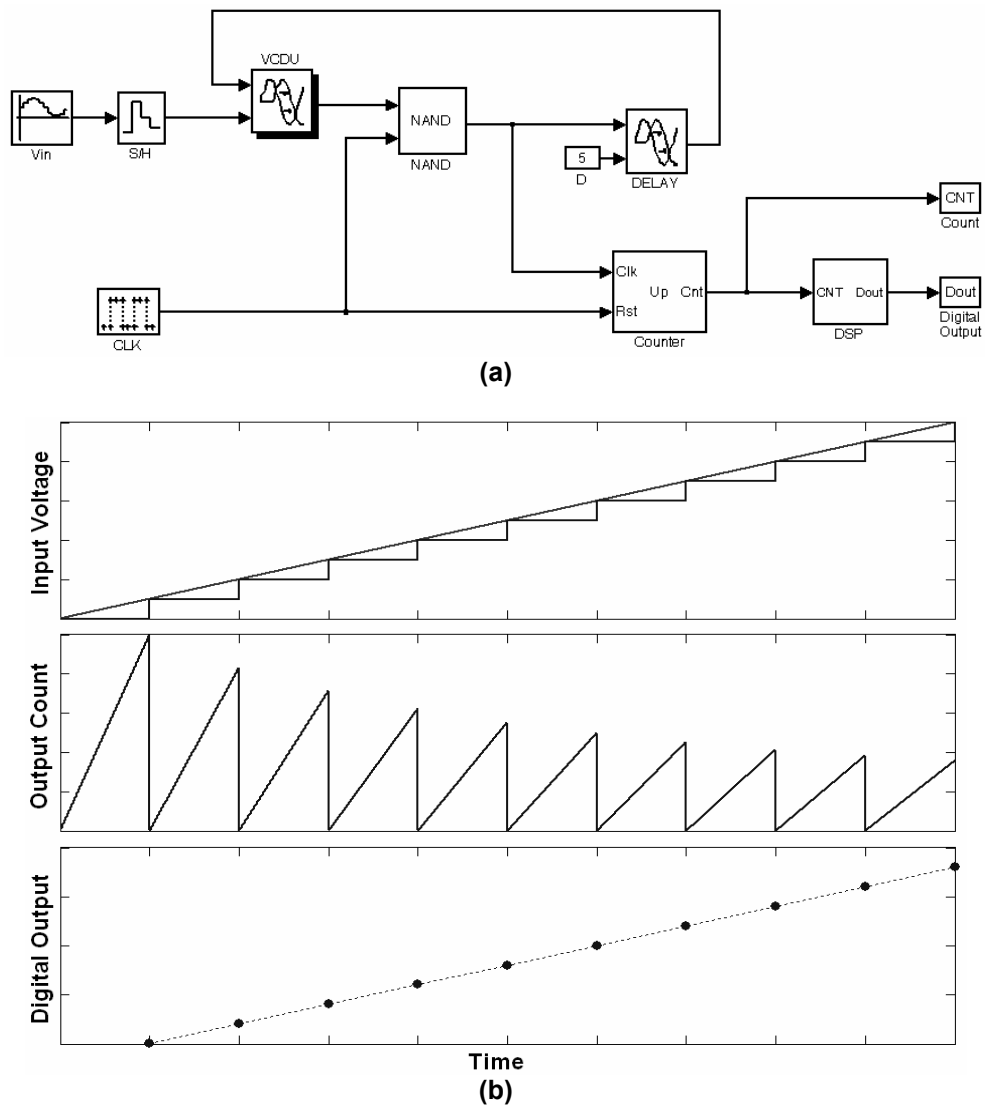 VCDU
Vin
S/H
NAND
NAND
5
D
DELAY
CNT
Count
Clk
Up Cnt
Rst
Counter
CNT Dout
DSP
Dout
Digital
Output
CLK
(a)
Input Voltage
Output Count
Digital Output
Time
(b)